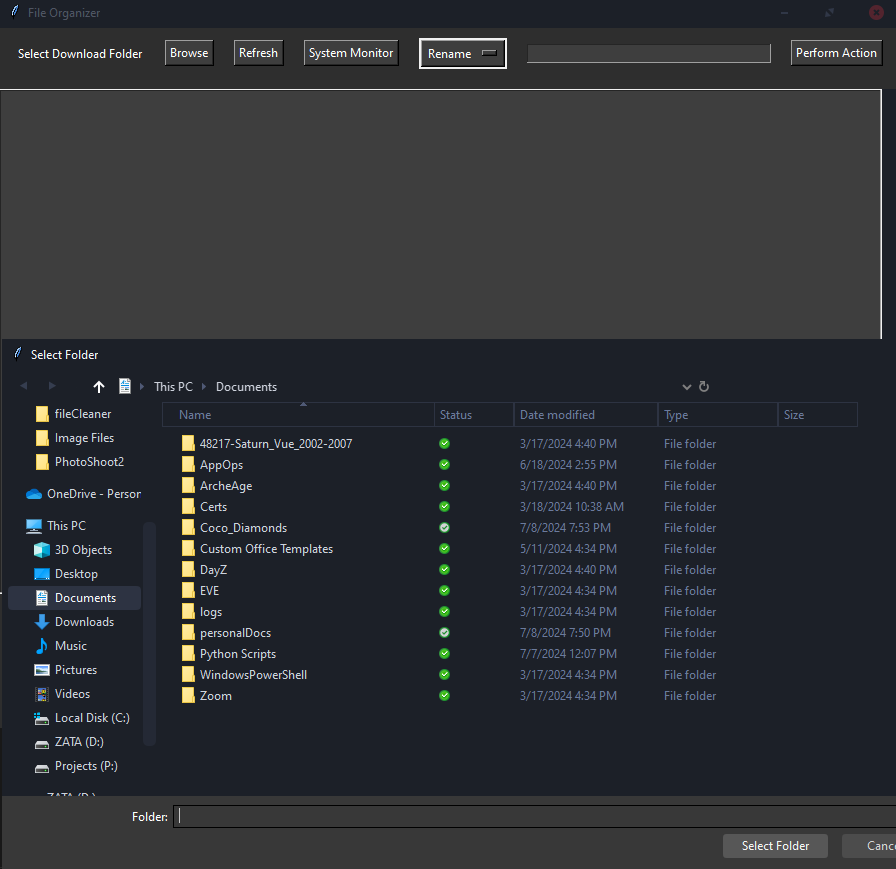 File Organizer
Select Download Folder Browse Refresh System Monitor Rename Perform Action
Select Folder
This PC Documents
fileCleaner
Image Files
PhotoShoot2
OneDrive - Person
This PC
3D Objects
Desktop
Documents
Downloads
Music
Pictures
Videos
Local Disk (C:)
ZATA (D:)
Projects (P:)
ZATA (D:)
Name Status Date modified Type Size
48217-Saturn_Vue_2002-2007 3/17/2024 4:40 PM File folder
AppOps 6/18/2024 2:55 PM File folder
ArcheAge 3/17/2024 4:40 PM File folder
Certs 3/18/2024 10:38 AM File folder
Coco_Diamonds 7/8/2024 7:53 PM File folder
Custom Office Templates 5/11/2024 4:34 PM File folder
DayZ 3/17/2024 4:40 PM File folder
EVE 3/17/2024 4:34 PM File folder
logs 3/17/2024 4:34 PM File folder
personalDocs 7/8/2024 7:50 PM File folder
Python Scripts 7/7/2024 12:07 PM File folder
WindowsPowerShell 3/17/2024 4:34 PM File folder
Zoom 3/17/2024 4:34 PM File folder
Folder:
Select Folder Canc